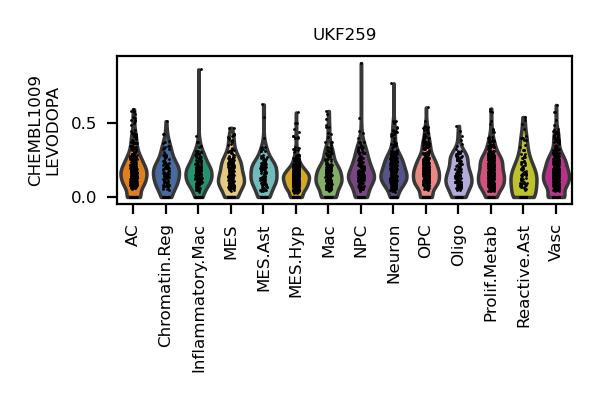 UKF259
CHEMBL1009
LEVODOPA
0.5
0.0
AC
Chromatin.Reg
Inflammatory.Mac
MES
MES.Ast
MES.Hyp
Mac
NPC
Neuron
OPC
Oligo
Prolif.Metab
Reactive.Ast
Vasc